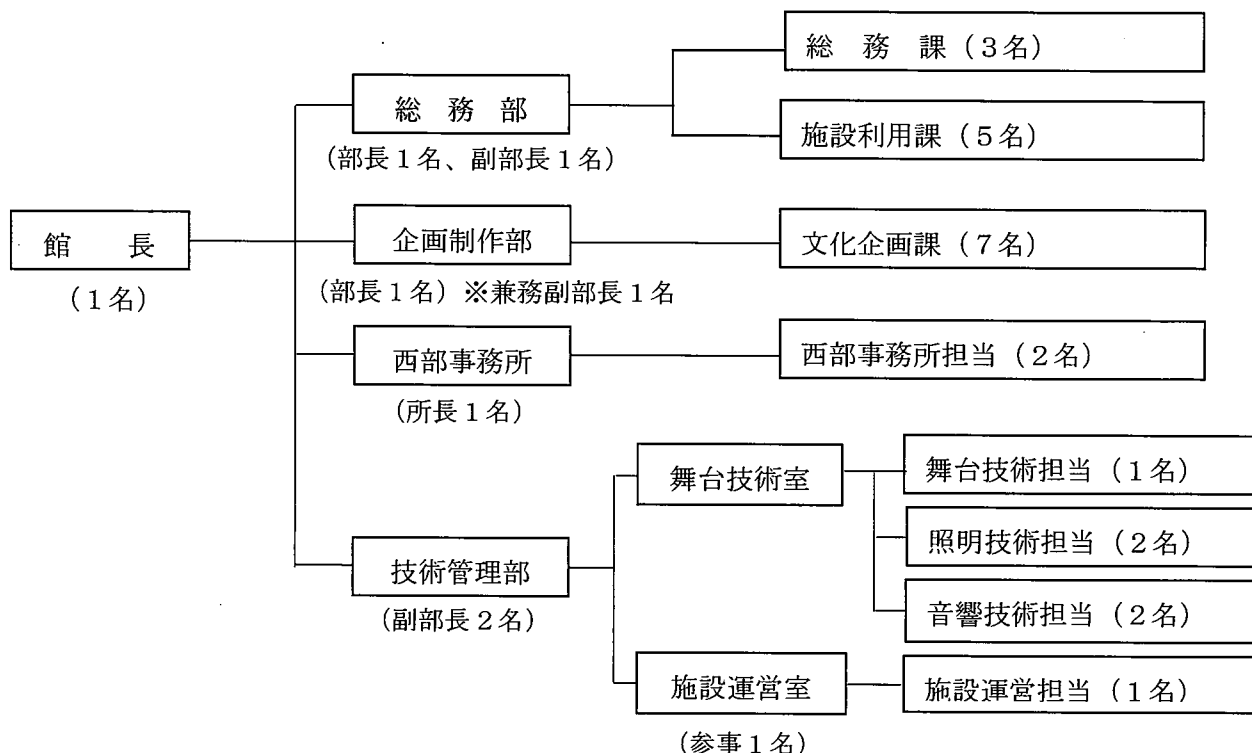 総　務　課（３名）
総　務　部
施設利用課（５名）
（部長１名、副部長１名）
館　　長
（１名）
企画制作部
文化企画課（７名）
（部長１名）※兼務副部長１名
西部事務所
西部事務所担当（２名）
（所長１名）
舞台技術室
舞台技術担当（１名）
照明技術担当（２名）
技術管理部
（副部長２名）
音響技術担当（２名）
施設運営室
施設運営担当（１名）
（参事１名）